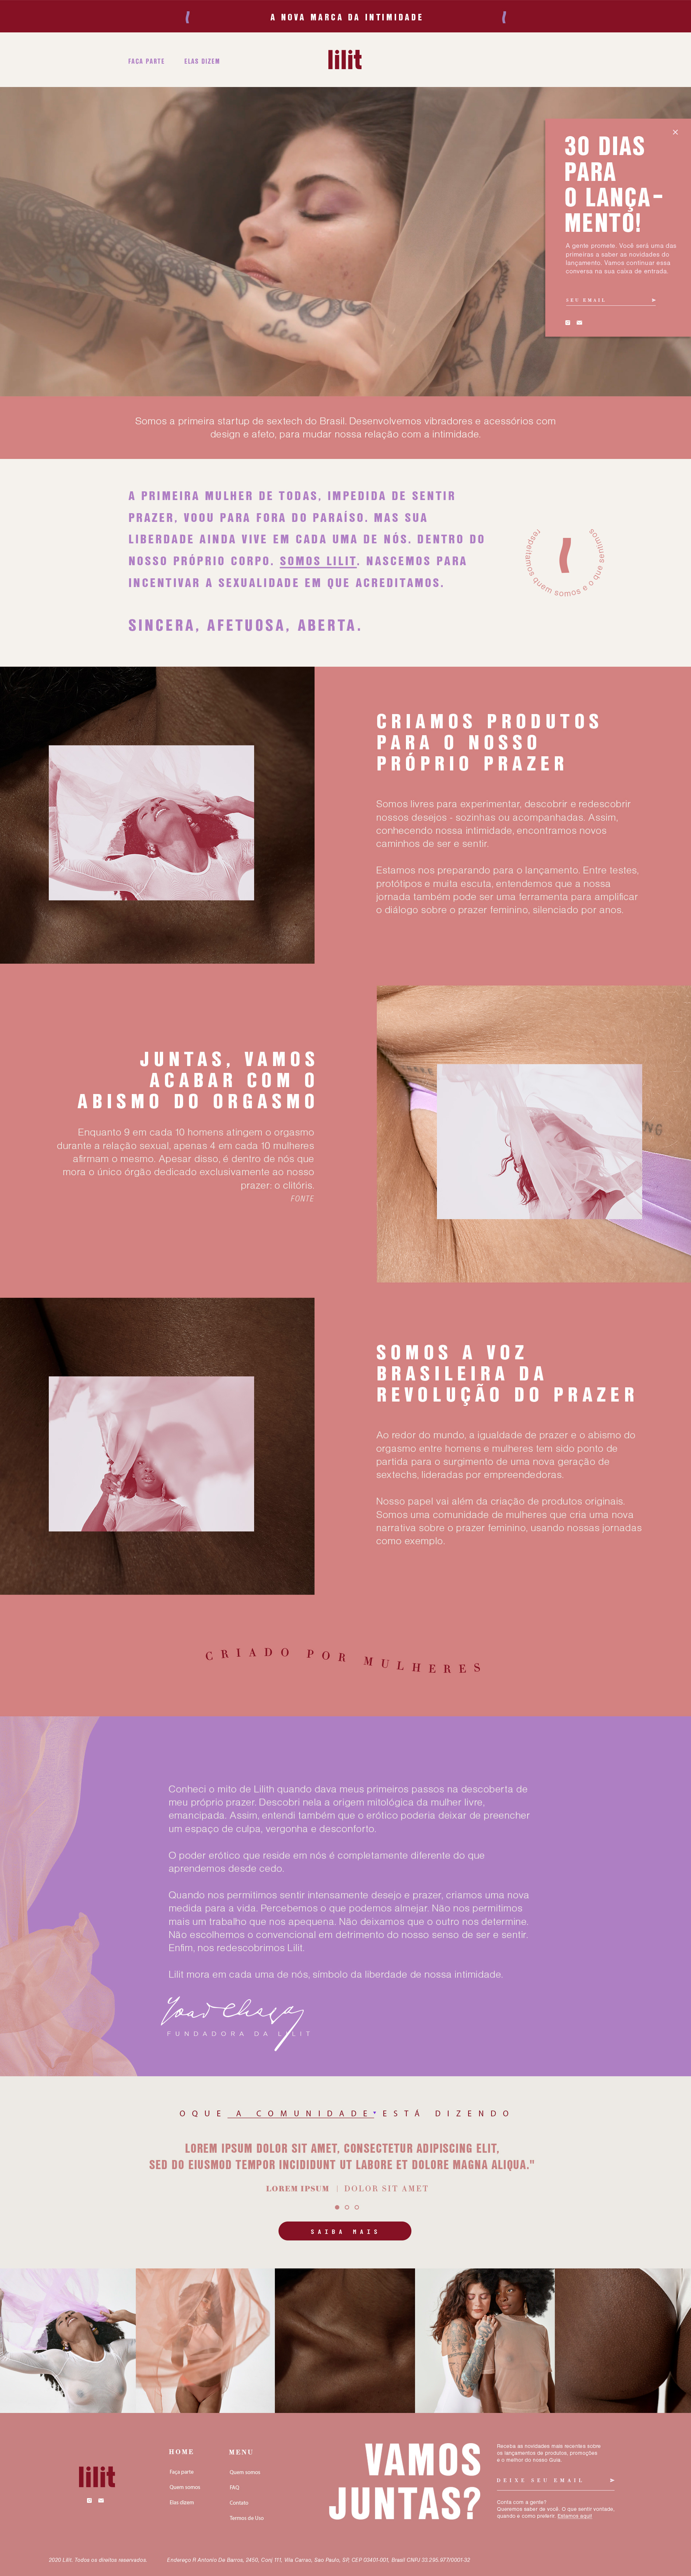 A NOVA MARCA DA INTIMIDADE
FAÇA PARTE
ELAS DIZEM
lilit
30 DIAS
PARA
O LANÇA-
MENTO!
A gente promete. Você será uma das
primeiras a saber as novidades do
lançamento. Vamos continuar essa
conversa na sua caixa de entrada.
SEU EMAIL
Somos a primeira startup de sextech do Brasil. Desenvolvemos vibradores e acessórios com
design e afeto, para mudar nossa relação com a intimidade.
A PRIMEIRA MULHER DE TODAS, IMPEDIDA DE SENTIR
PRAZER, VOOU PARA FORA DO PARAÍSO. MAS SUA
LIBERDADE AINDA VIVE EM CADA UMA DE NÓS. DENTRO DO
NOSSO PRÓPRIO CORPO. SOMOS LILIT. NASCEMOS PARA
INCENTIVAR A SEXUALIDADE EM QUE ACREDITAMOS.
SINCERA, AFETUOSA, ABERTA.
respeitamos quem somos e o que sentimos
CRIAMOS PRODUTOS
PARA O NOSSO
PRÓPRIO PRAZER
Somos livres para experimentar, descobrir e redescobrir
nossos desejos - sozinhas ou acompanhadas. Assim,
conhecendo nossa intimidade, encontramos novos
caminhos de ser e sentir.
Estamos nos preparando para o lançamento. Entre testes,
protótipos e muita escuta, entendemos que a nossa
jornada também pode ser uma ferramenta para amplificar
o diálogo sobre o prazer feminino, silenciado por anos.
JUNTAS, VAMOS
ACABAR COM O
ABISMO DO ORGASMO
Enquanto 9 em cada 10 homens atingem o orgasmo
durante a relação sexual, apenas 4 em cada 10 mulheres
afirmam o mesmo. Apesar disso, é dentro de nós que
mora o único órgão dedicado exclusivamente ao nosso
prazer: o clitóris.
FONTE
SOMOS A VOZ
BRASILEIRA DA
REVOLUÇÃO DO PRAZER
Ao redor do mundo, a igualdade de prazer e o abismo do
orgasmo entre homens e mulheres tem sido ponto de
partida para o surgimento de uma nova geração de
sextechs, lideradas por empreendedoras.
Nosso papel vai além da criação de produtos originais.
Somos uma comunidade de mulheres que cria uma nova
narrativa sobre o prazer feminino, usando nossas jornadas
como exemplo.
CRIADO POR MULHERES
Conheci o mito de Lilith quando dava meus primeiros passos na descoberta de
meu próprio prazer. Descobri nela a origem mitológica da mulher livre,
emancipada. Assim, entendi também que o erótico poderia deixar de preencher
um espaço de culpa, vergonha e desconforto.
O poder erótico que reside em nós é completamente diferente do que
aprendemos desde cedo.
Quando nos permitimos sentir intensamente desejo e prazer, criamos uma nova
medida para a vida. Percebemos o que podemos almejar. Não nos permitimos
mais um trabalho que nos apequena. Não deixamos que o outro nos determine.
Não escolhemos o convencional em detrimento do nosso senso de ser e sentir.
Enfim, nos redescobrimos Lilit.
Lilit mora em cada uma de nós, símbolo da liberdade de nossa intimidade.
FUNDADORA DA LILIT
OQUE A COMUNIDADE ESTÁ DIZENDO
LOREM IPSUM DOLOR SIT AMET, CONSECTETUR ADIPISCING ELIT,
SED DO EIUSMOD TEMPOR INCIDIDUNT UT LABORE ET DOLORE MAGNA ALIQUA."
LOREM IPSUM | DOLOR SIT AMET
SAIBA MAIS
lilit
HOME
Faça parte
Quem somos
Elas dizem
MENU
Quem somos
FAQ
Contato
Termos de Uso
VAMOS
JUNTAS?
Receba as novidades mais recentes sobre
os lançamentos de produtos, promoções
e o melhor do nosso Guia.
DEIXE SEU EMAIL
Conta com a gente?
Queremos saber de você. O que sentir vontade,
quando e como preferir. Estamos aqui!
2020 Lilit. Todos os direitos reservados.
Endereço R Antonio De Barros, 2450, Conj 111, Vila Carrao, Sao Paulo, SP, CEP 03401-001, Brasil CNPJ 33.295.977/0001-32